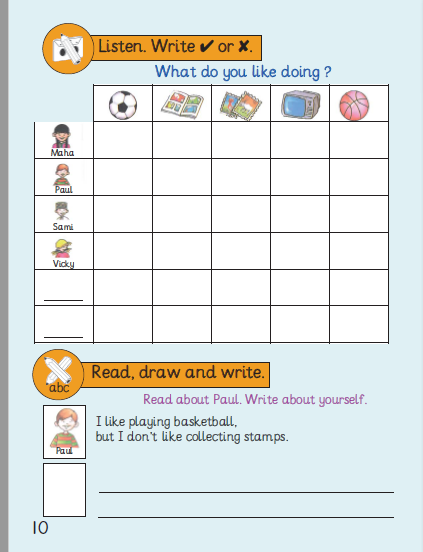 Listen. Write ✔ or ✘.
What do you like doing ?
Maha
Paul
Sami
Vicky
abc
Read, draw and write.
Read about Paul. Write about yourself.
I like playing basketball,
but I don't like collecting stamps.
Paul
10